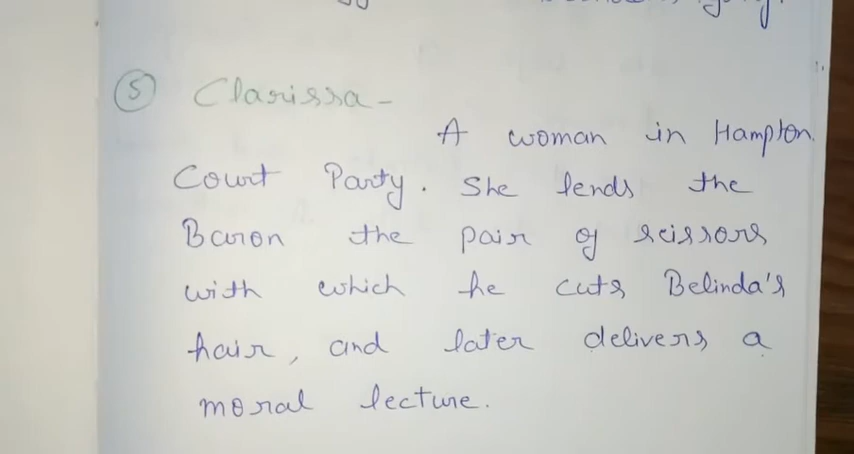 ⑤ Clarissa -
A woman in Hampton
Court Party. She lends the
Baron the pair of scissors
with which he cuts Belinda's
hair, and later delivers a
moral lecture.